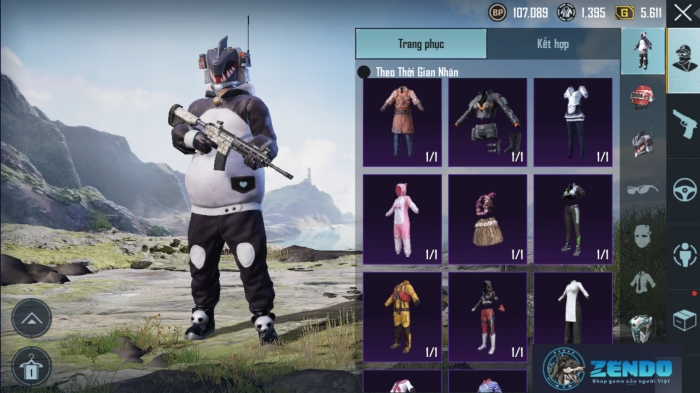 BP 107.089 AG 1.395 G 5.611
Trang phục Kết hợp
Theo Thời Gian Nhận
1/1 1/1 1/1
1/1 1/1 1/1
1/1 1/1 1/1
ZENDO
Shop game của người Việt